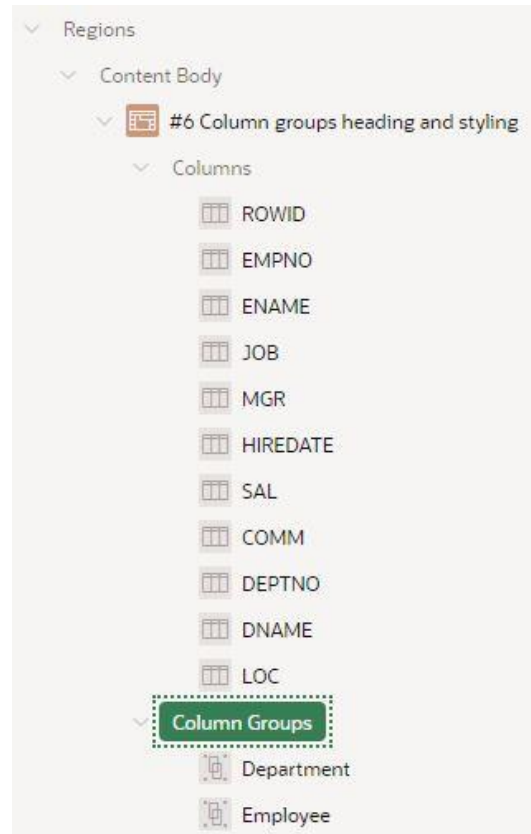 Regions
Content Body
#6 Column groups heading and styling
Columns
ROWID
EMPNO
ENAME
JOB
MGR
HIREDATE
SAL
COMM
DEPTNO
DNAME
LOC
Column Groups
Department
Employee